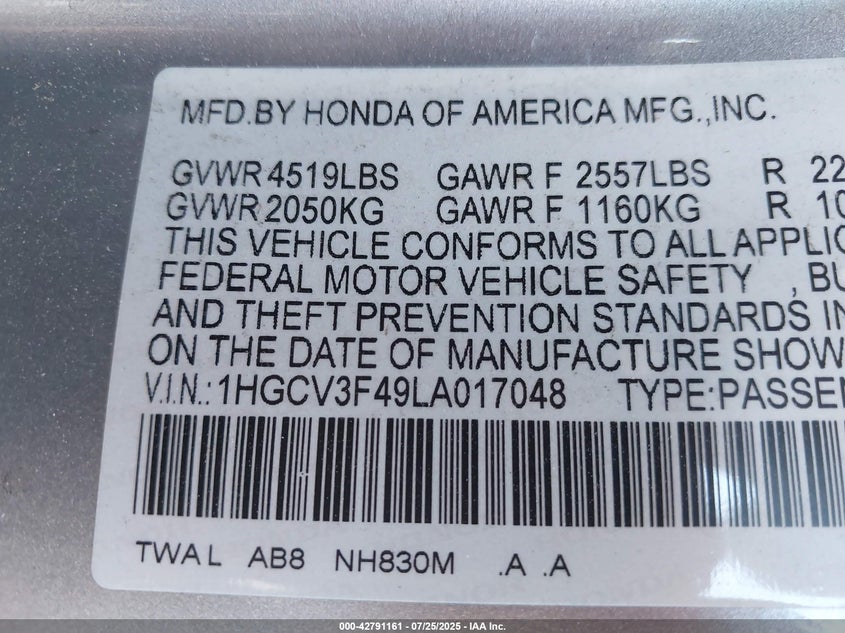 MFD.BY HONDA OF AMERICA MFG.,INC.
GVWR 4519LBS GAWR F 2557LBS R 22
GVWR 2050KG GAWR F 1160KG R 10
THIS VEHICLE CONFORMS TO ALL APPLIC
FEDERAL MOTOR VEHICLE SAFETY , BU
AND THEFT PREVENTION STANDARDS IN
ON THE DATE OF MANUFACTURE SHOW
V.I.N.: 1HGCV3F49LA017048 TYPE:PASSEN
TWAL AB8 NH830M .A .A
000-42791161 - 07/25/2025 - IAA Inc.